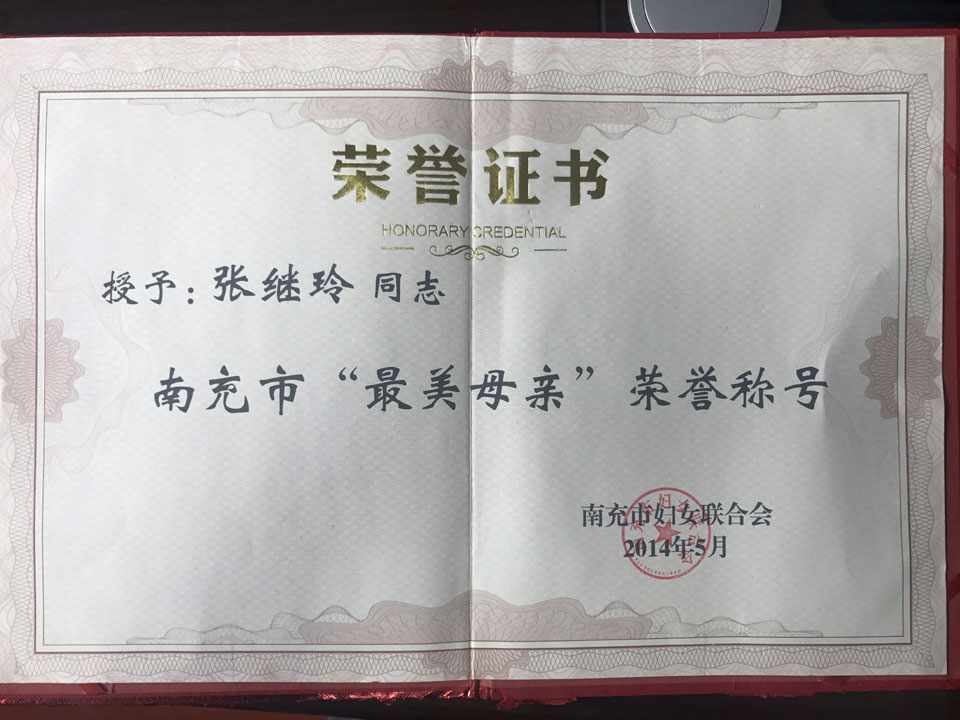 荣誉证书
HONORARY CREDENTIAL
授予：张继玲 同志
南充市“最美母亲”荣誉称号
南充市妇女联合会
2014年5月